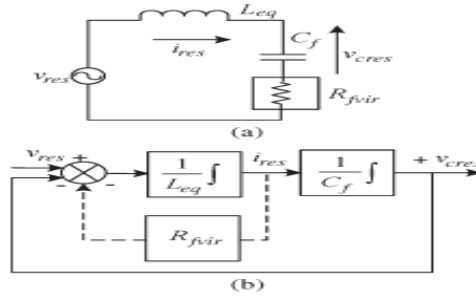 L_eq
C_f
i_res
v_cres
v_res
R_fvir
(a)
v_res + - -
1/L_eq ∫
i_res
1/C_f ∫
+ v_cres
R_fvir
(b)